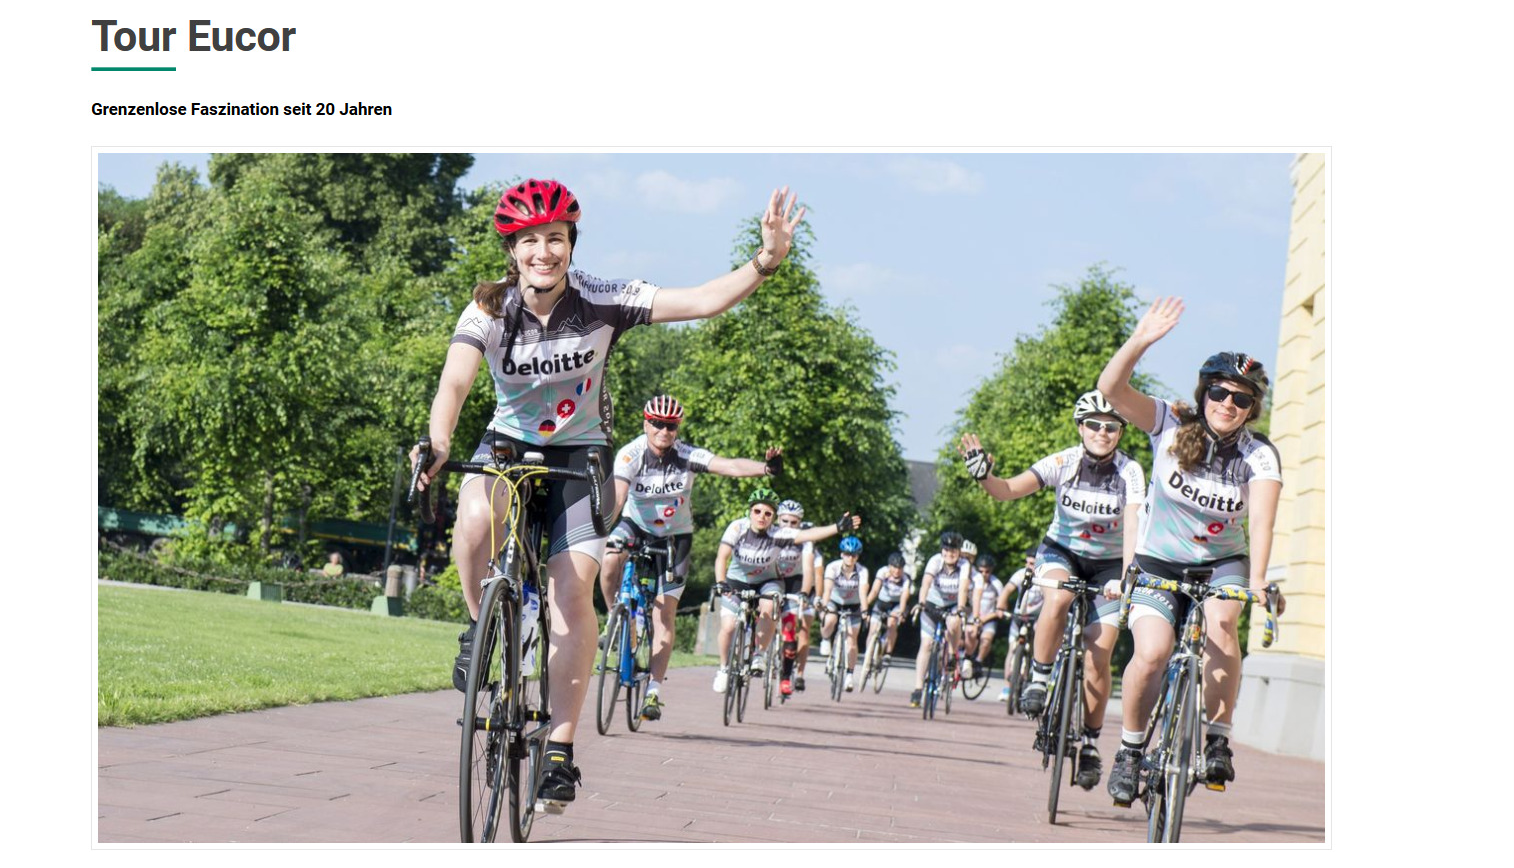 Tour Eucor
Grenzenlose Faszination seit 20 Jahren
Deloitte
Deloitte
Deloitte
Deloitte